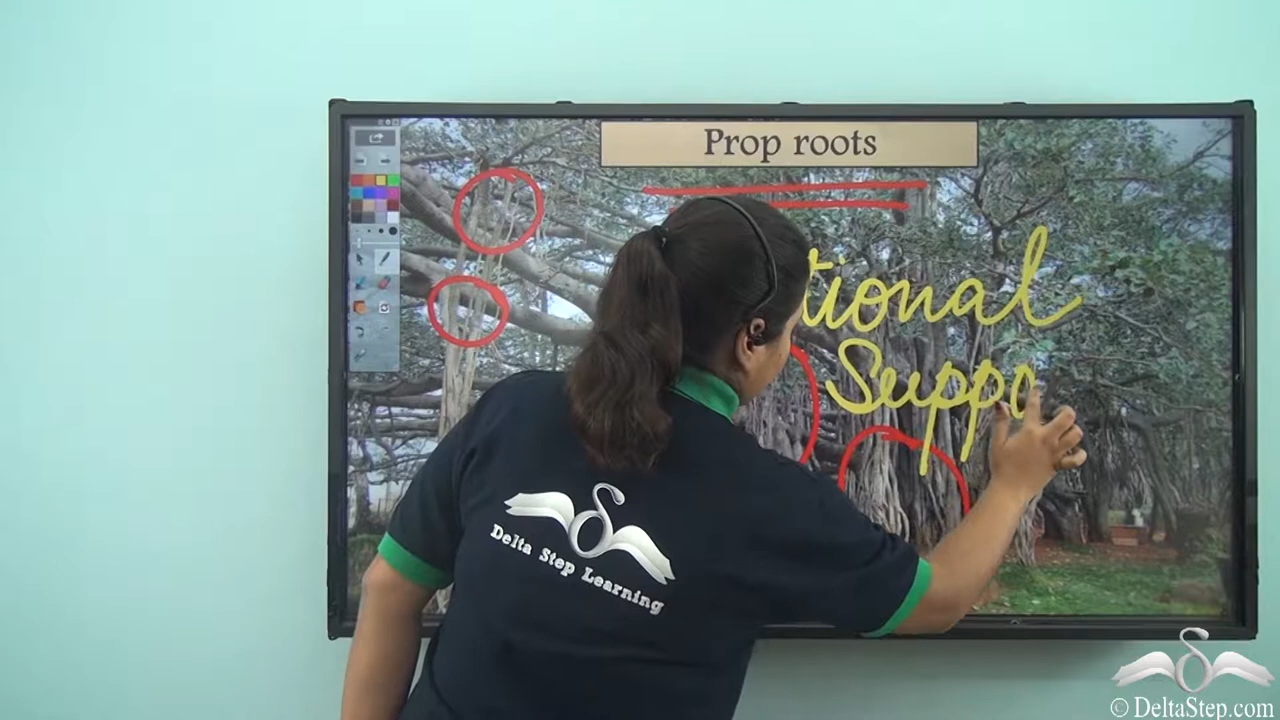 Prop roots
tional
Suppo
Delta Step Learning
© DeltaStep.com